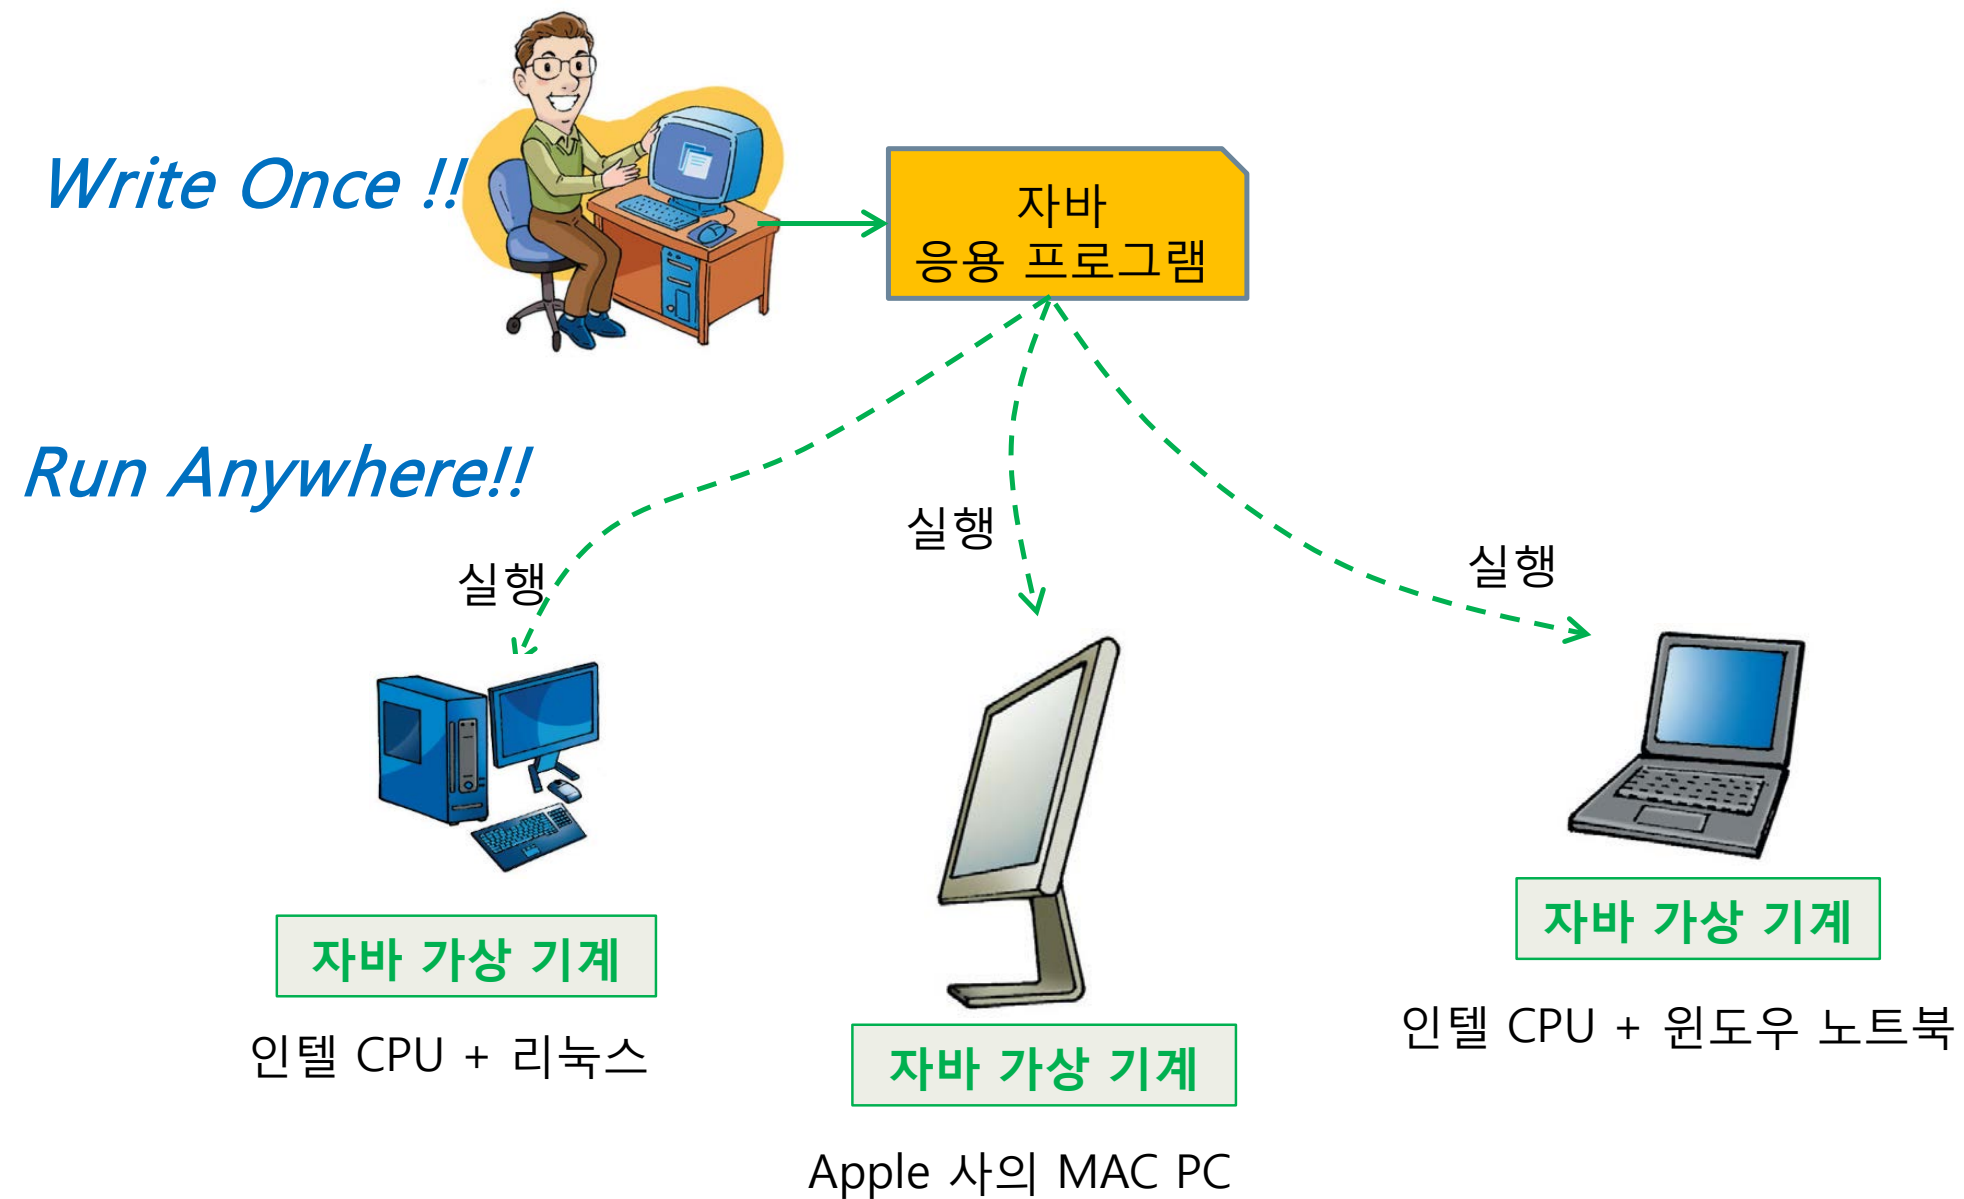 Write Once !!
자바
응용 프로그램
Run Anywhere!!
실행
실행
실행
자바 가상 기계
인텔 CPU + 리눅스
자바 가상 기계
Apple 사의 MAC PC
자바 가상 기계
인텔 CPU + 윈도우 노트북